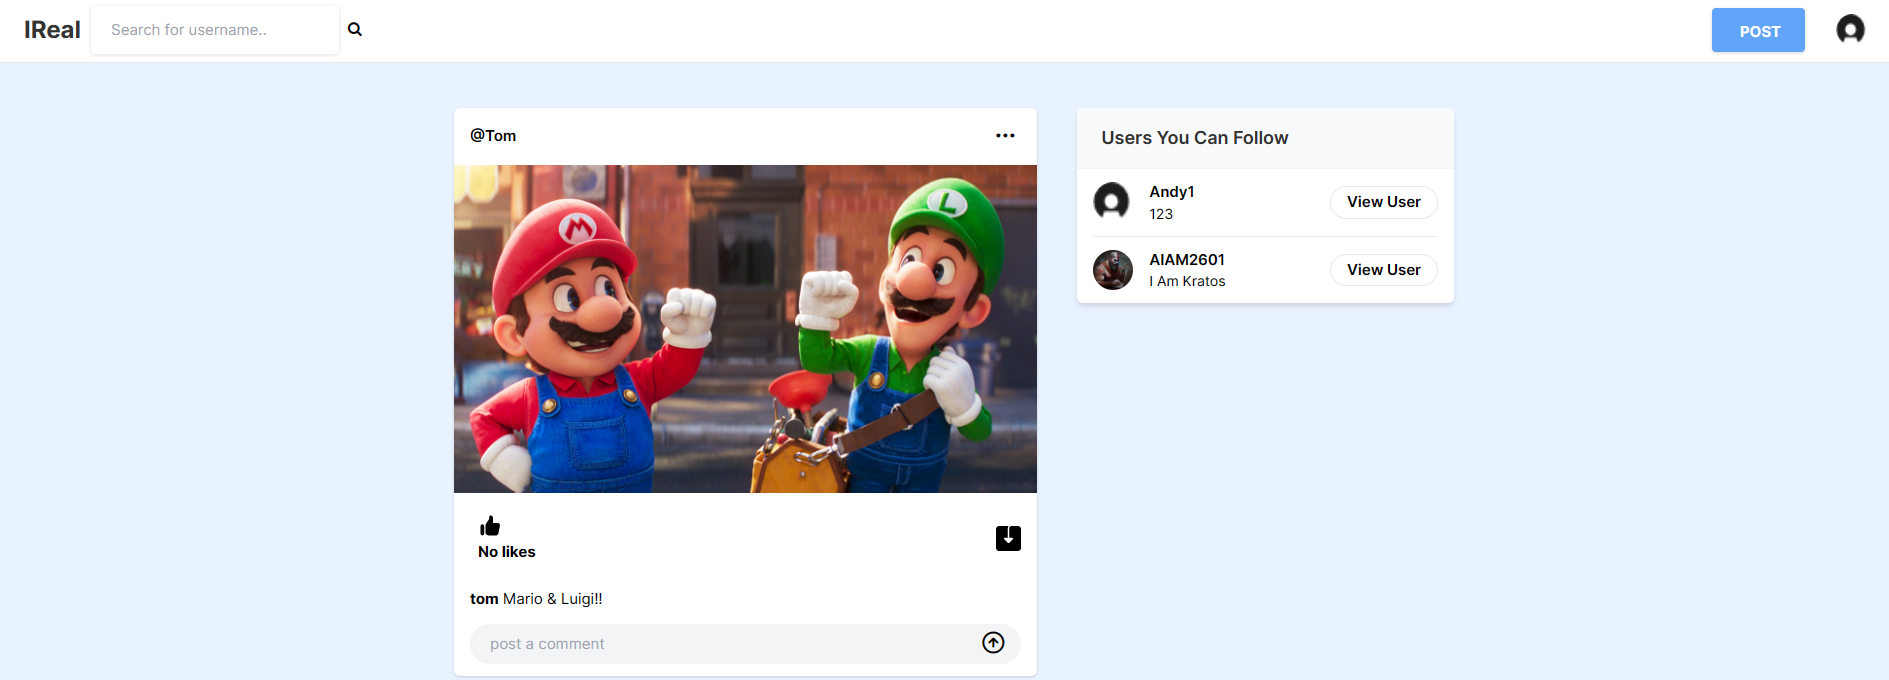 IReal
Search for username..
POST
@Tom
M
L
No likes
tom Mario & Luigi!!
post a comment
Users You Can Follow
Andy1
123
View User
AIAM2601
I Am Kratos
View User